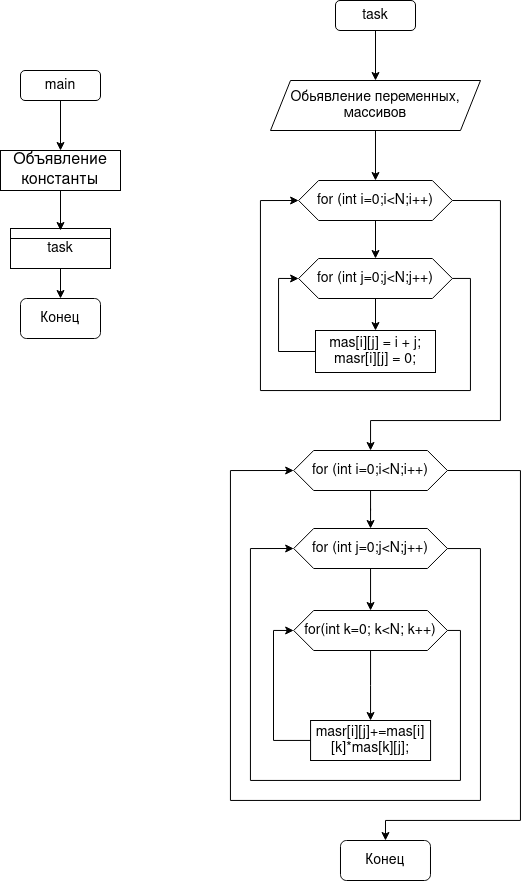 main
Объявление
константы
task
Конец
task
Обьявление переменных,
массивов
for (int i=0;i<N;i++)
for (int j=0;j<N;j++)
mas[i][j] = i + j;
masr[i][j] = 0;
for (int i=0;i<N;i++)
for (int j=0;j<N;j++)
for(int k=0; k<N; k++)
masr[i][j]+=mas[i]
[k]*mas[k][j];
Конец